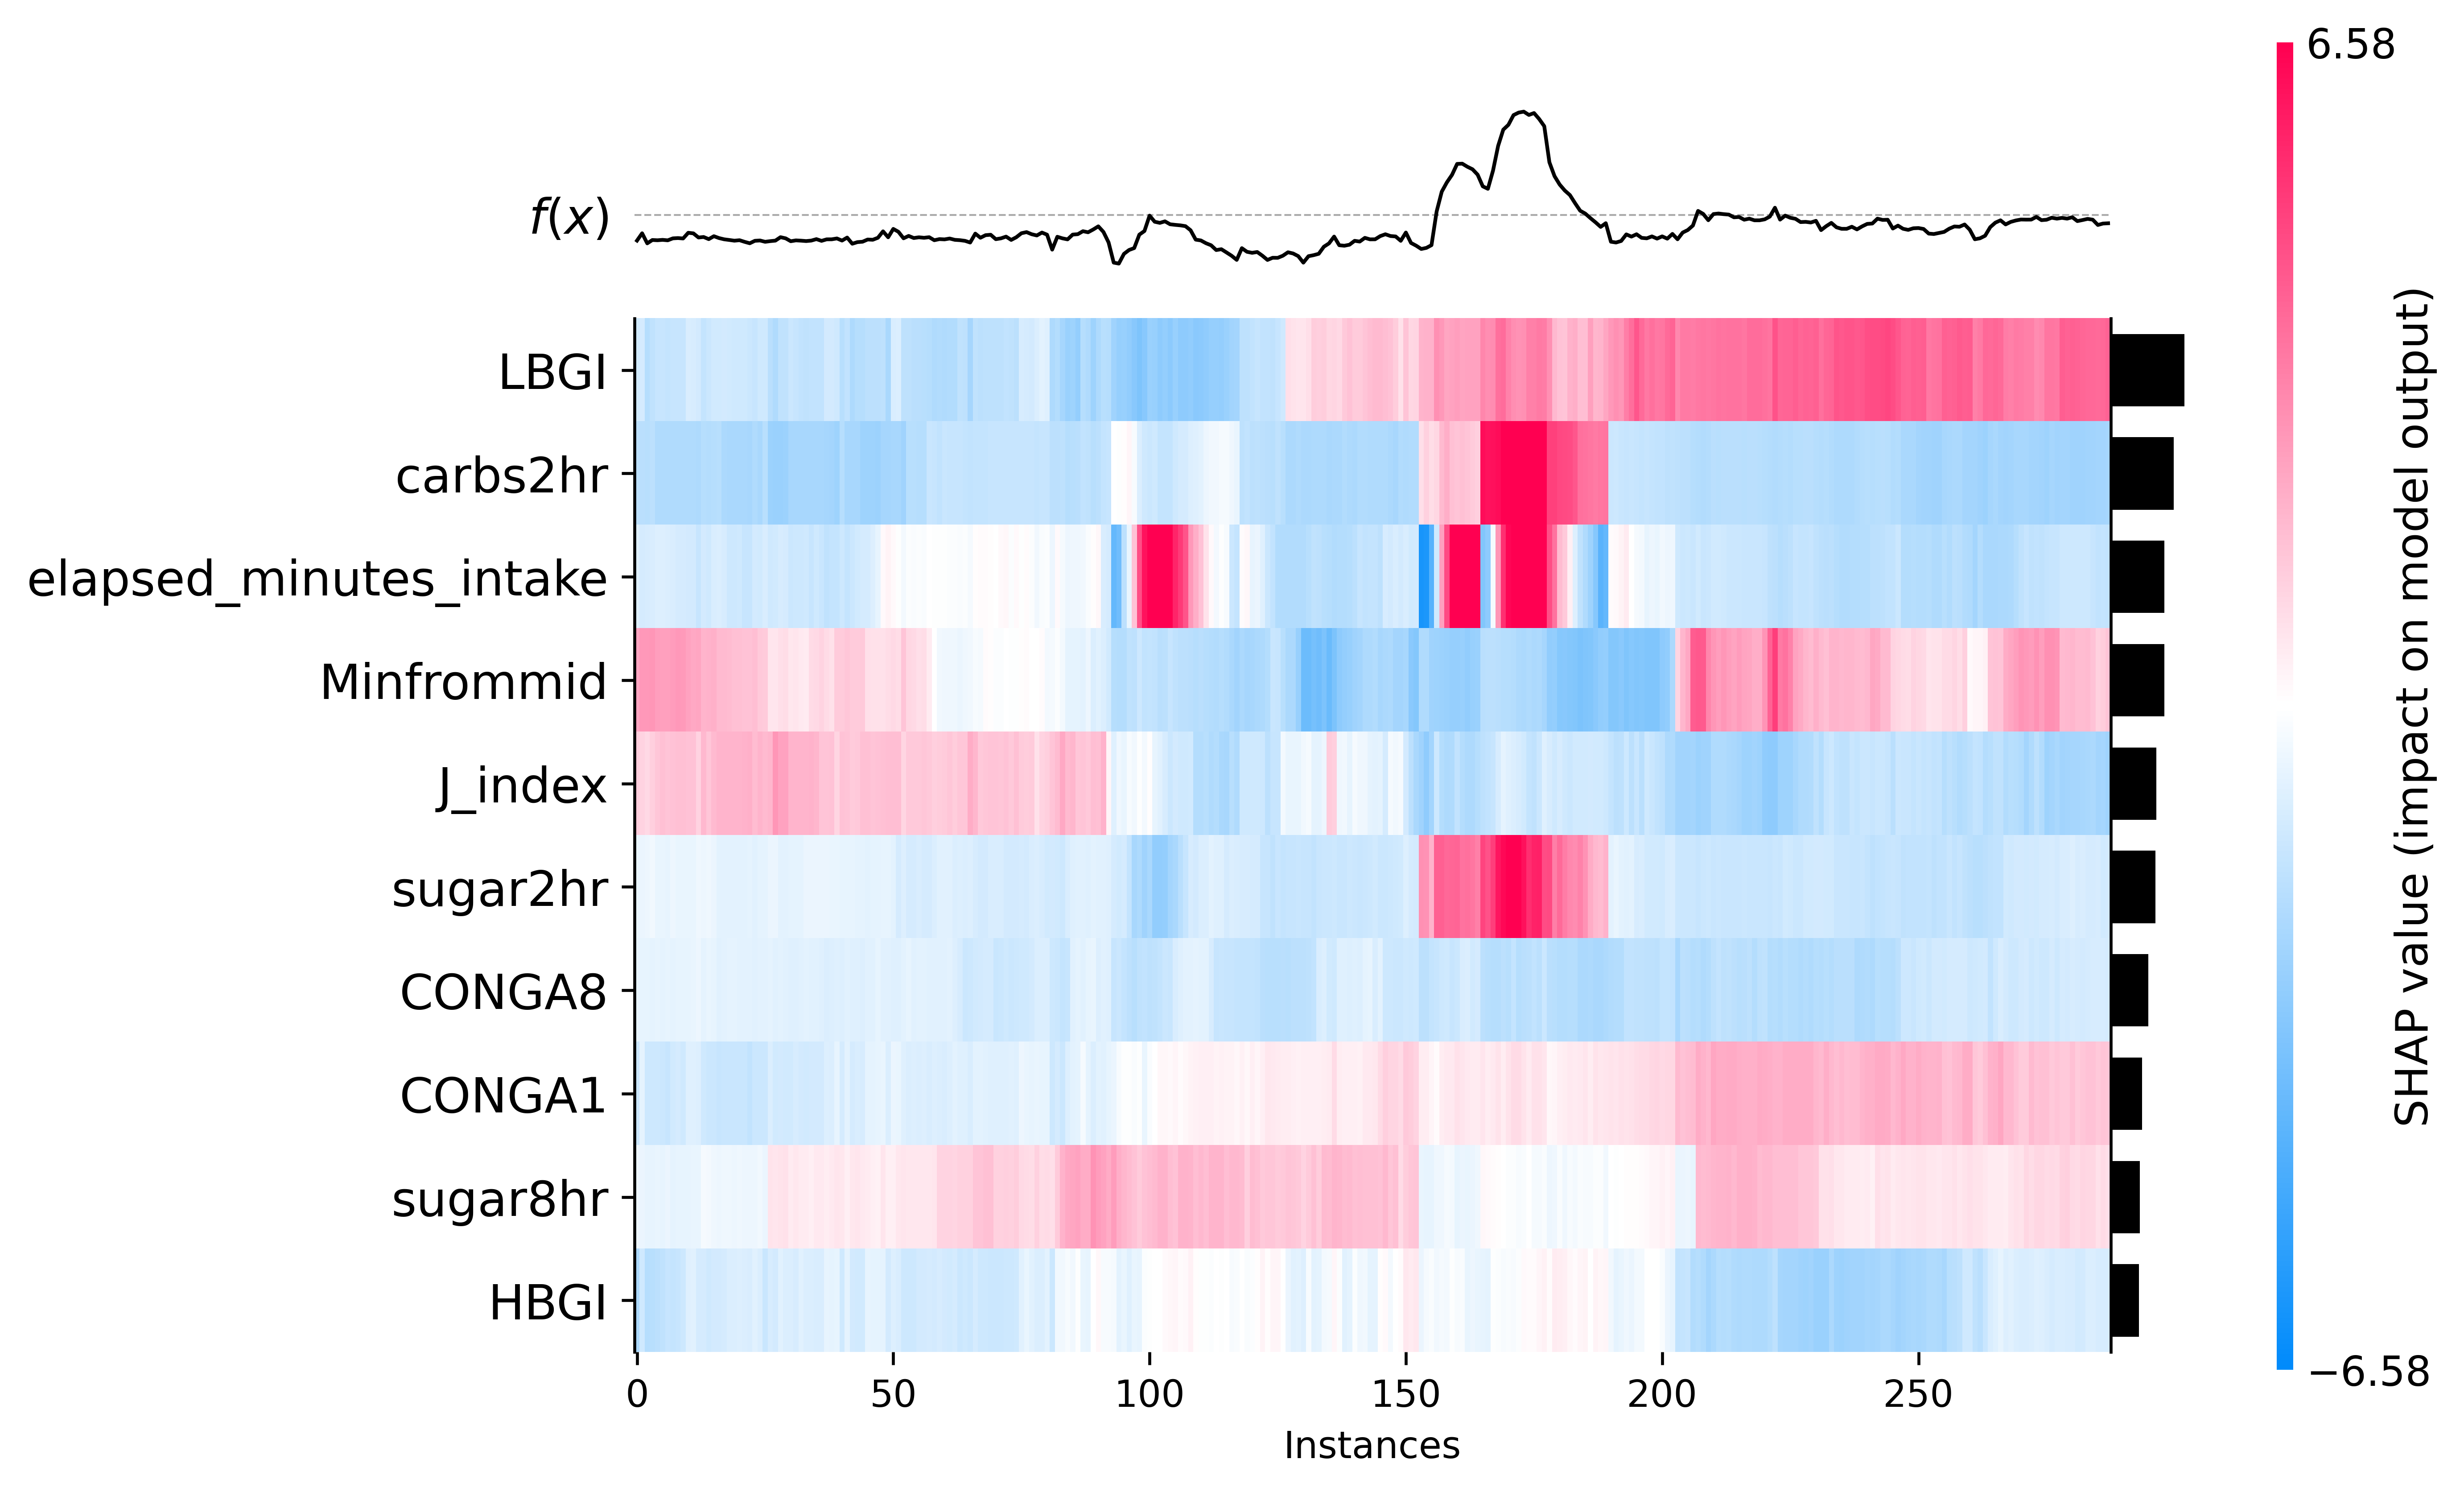 6.58
f(x)
LBGI
carbs2hr
elapsed_minutes_intake
Minfrommid
J_index
sugar2hr
CONGA8
CONGA1
sugar8hr
HBGI
0 50 100 150 200 250
Instances
SHAP value (impact on model output)
−6.58